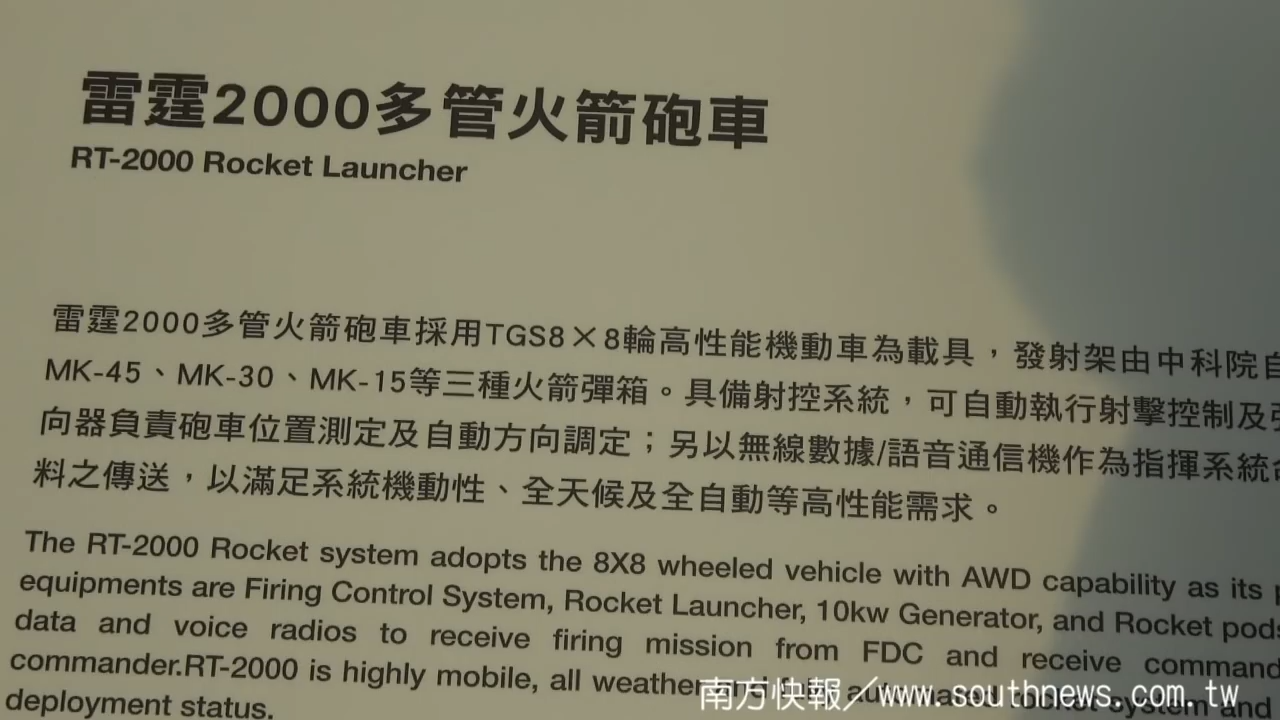 雷霆2000多管火箭砲車
RT-2000 Rocket Launcher
雷霆2000多管火箭砲車採用TGS8×8輪高性能機動車為載具，發射架由中科院自
MK-45、MK-30、MK-15等三種火箭彈箱。具備射控系統，可自動執行射擊控制及
向器負責砲車位置測定及自動方向調定；另以無線數據/語音通信機作為指揮系統
料之傳送，以滿足系統機動性、全天候及全自動等高性能需求。
The RT-2000 Rocket system adopts the 8X8 wheeled vehicle with AWD capability as its
equipments are Firing Control System, Rocket Launcher, 10kw Generator, and Rocket pods
data and voice radios to receive firing mission from FDC and receive command
commander.RT-2000 is highly mobile, all weather rocket system and
deployment status.
南方快報／www.southnews.com.tw